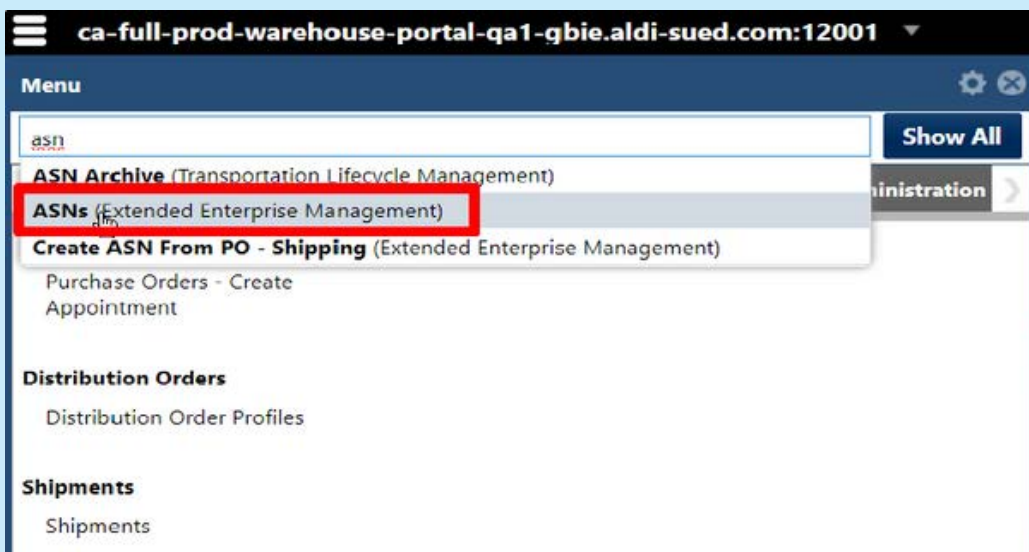 ca-full-prod-warehouse-portal-qa1-gbie.aldi-sued.com:12001
Menu
asn
Show All
ASN Archive (Transportation Lifecycle Management)
ninistration
ASNs (Extended Enterprise Management)
Create ASN From PO - Shipping (Extended Enterprise Management)
Purchase Orders - Create
Appointment
Distribution Orders
Distribution Order Profiles
Shipments
Shipments